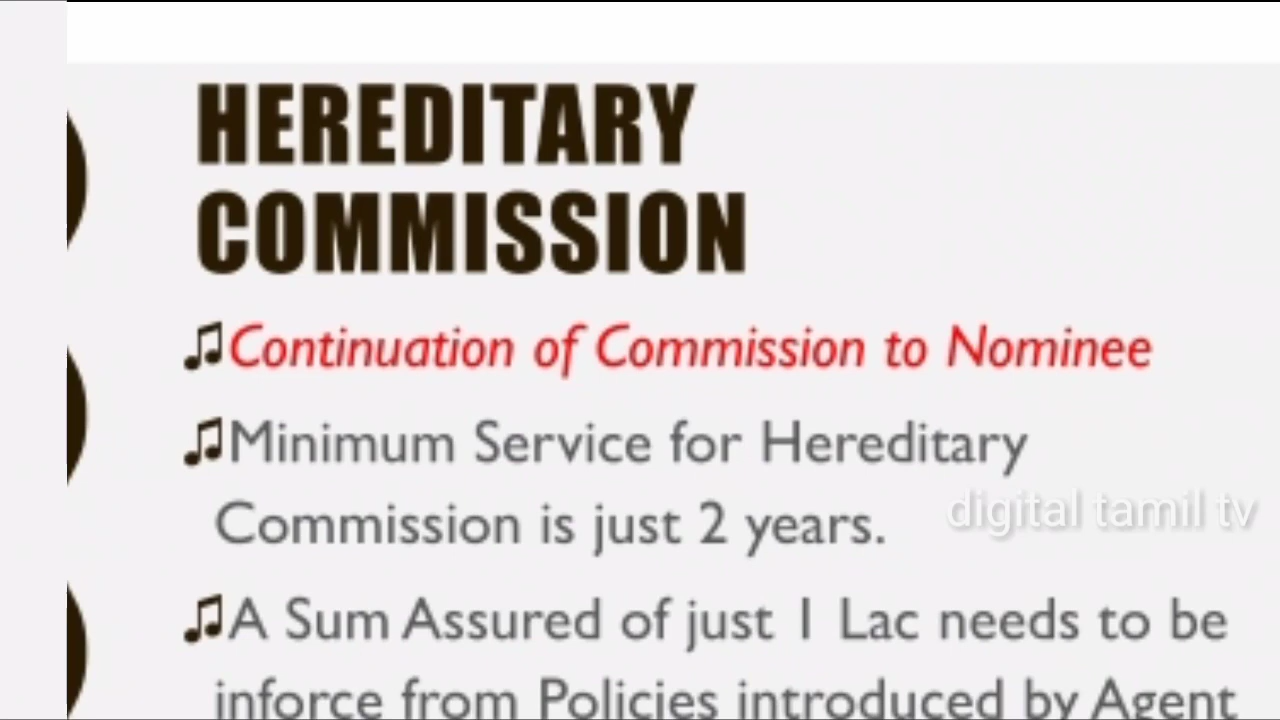 HEREDITARY
COMMISSION
♫Continuation of Commission to Nominee
♫Minimum Service for Hereditary
Commission is just 2 years.
digital tamil tv
♫A Sum Assured of just 1 Lac needs to be
inforce from Policies introduced by Agent